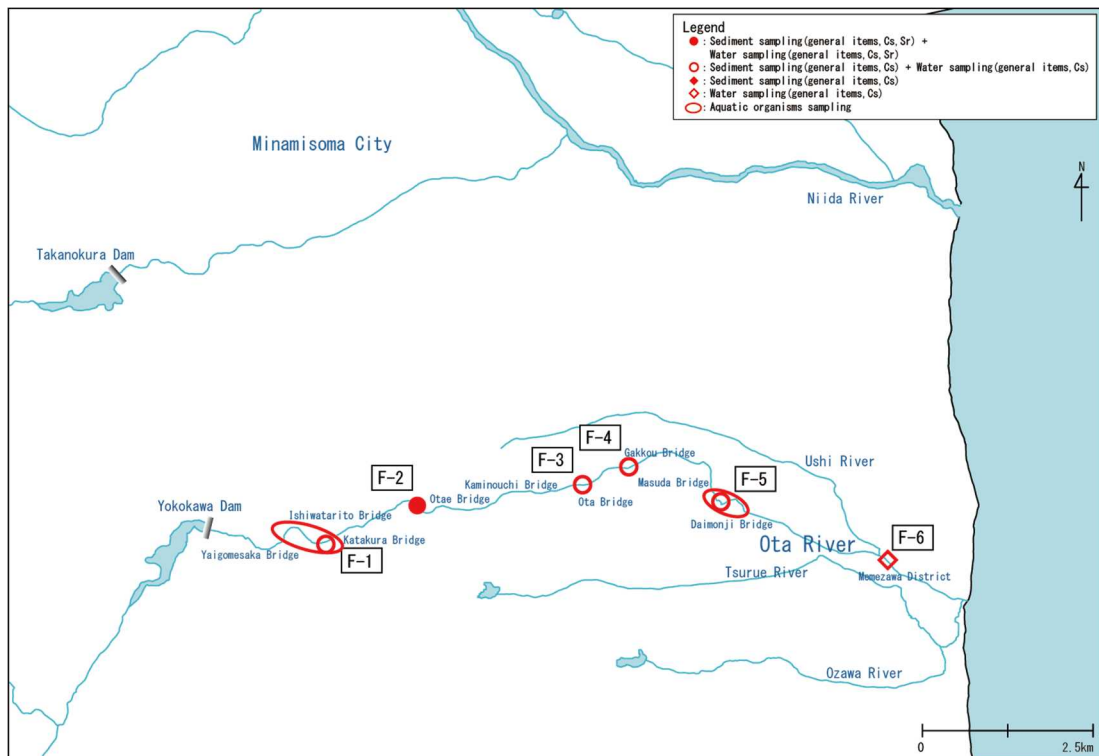 Legend
: Sediment sampling(general items, Cs, Sr) +
Water sampling(general items, Cs, Sr)
: Sediment sampling(general items, Cs) + Water sampling(general items, Cs)
: Sediment sampling(general items, Cs)
: Water sampling(general items, Cs)
: Aquatic organisms sampling
Minamisoma City
N
Niida River
Takanokura Dam
F-4
Gakkou Bridge
F-3
Ushi River
F-2
Kaminouchi Bridge
Masuda Bridge
F-5
Otae Bridge
Ota Bridge
Yokokawa Dam
Ishiwatarito Bridge
Daimonji Bridge
Katakura Bridge
Ota River
F-6
Yaigomesaka Bridge
F-1
Tsurue River
Memezawa District
Ozawa River
0
2.5km